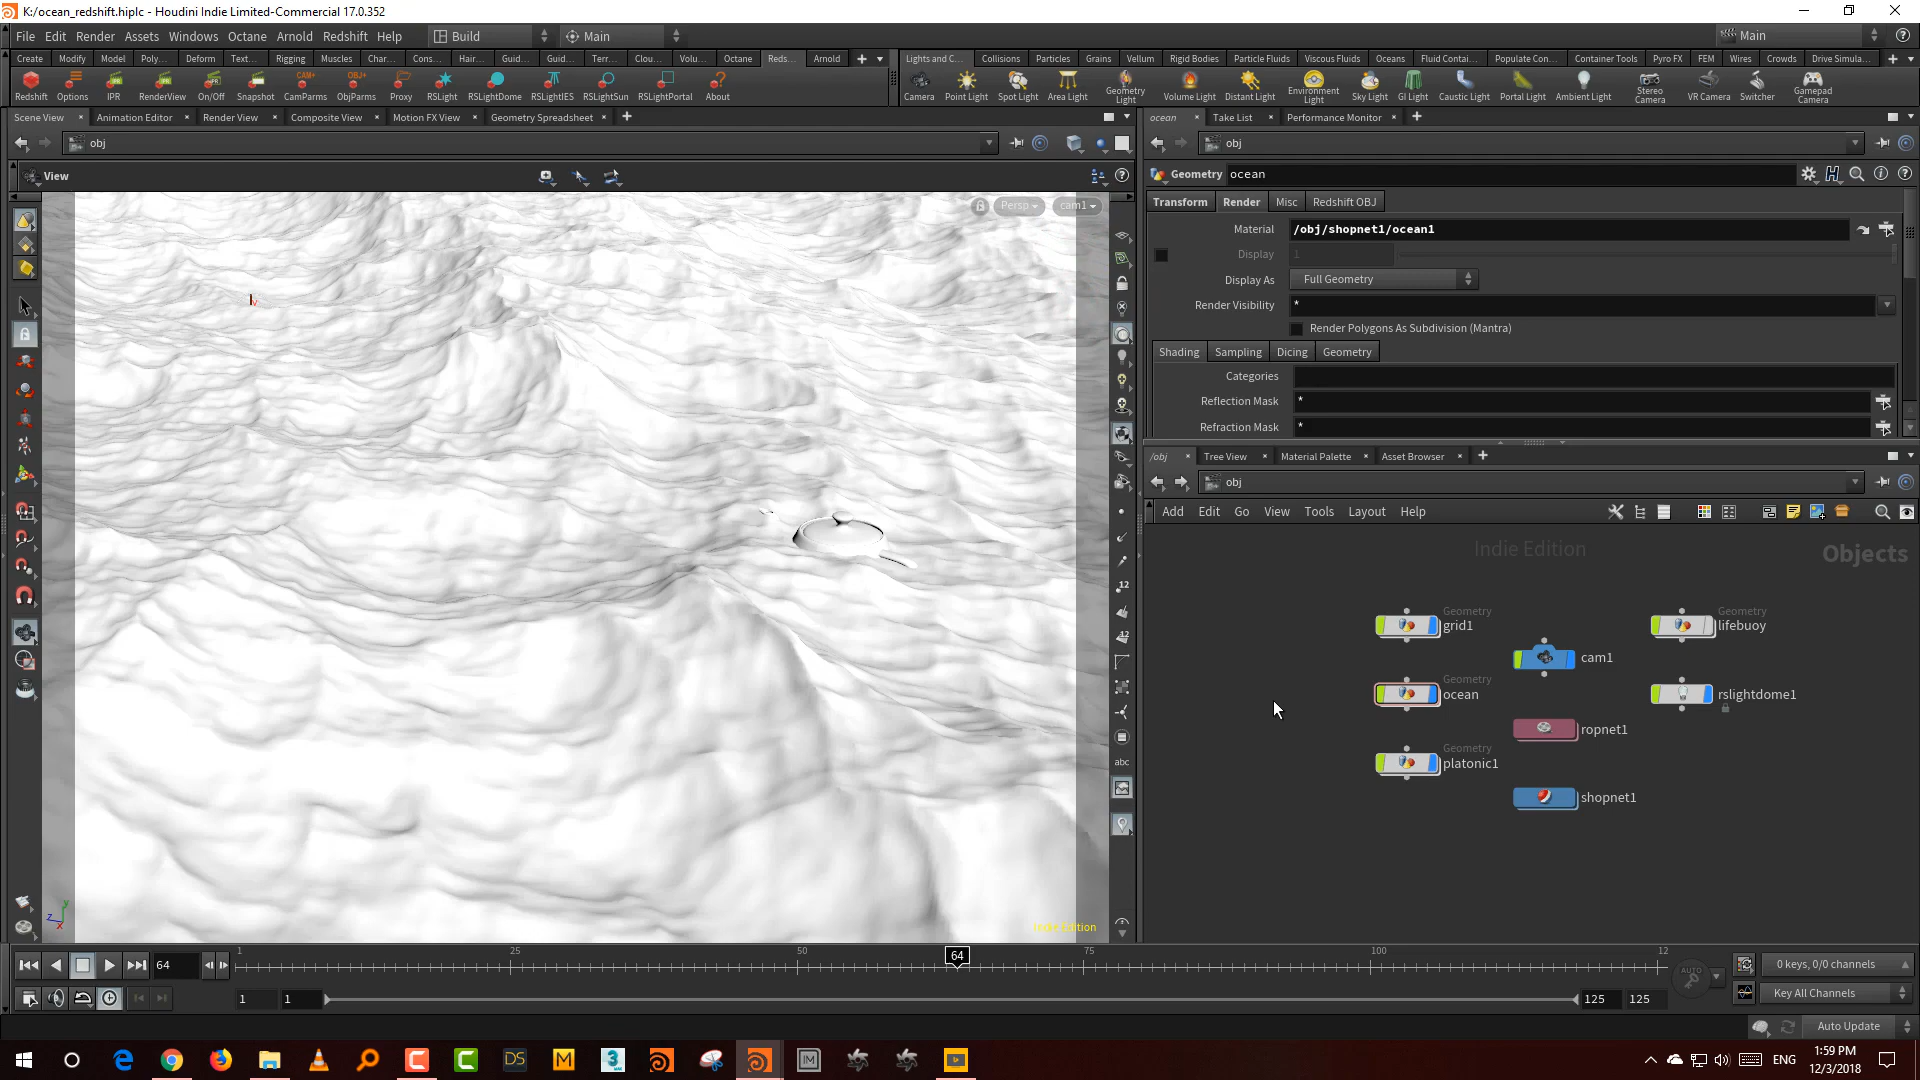 K:/ocean_redshift.hiplc - Houdini Indie Limited-Commercial 17.0.352
File Edit Render Assets Windows Octane Arnold Redshift Help Build Main Main
Create Modify Model Poly... Deform Text... Rigging Muscles Char... Cons... Hair... Guid... Guid... Terr... Clou... Volu... Octane Reds... Arnold
Lights and C... Collisions Particles Grains Vellum Rigid Bodies Particle Fluids Viscous Fluids Oceans Fluid Contai... Populate Con... Container Tools Pyro FX FEM Wires Crowds Drive Simula...
Redshift Options IPR RenderView On/Off Snapshot CamParms ObjParms Proxy RSLight RSLightDome RSLightIES RSLightSun RSLightPortal About
Camera Point Light Spot Light Area Light Geometry Light Volume Light Distant Light Environment Light Sky Light GI Light Caustic Light Portal Light Ambient Light Stereo Camera VR Camera Switcher Gamepad Camera
Scene View Animation Editor Render View Composite View Motion FX View Geometry Spreadsheet
ocean Take List Performance Monitor
obj
obj
View
Geometry ocean
Persp cam1
Transform Render Misc Redshift OBJ
Material /obj/shopnet1/ocean1
Display 1
Display As Full Geometry
Render Visibility *
Render Polygons As Subdivision (Mantra)
Shading Sampling Dicing Geometry
Categories
Reflection Mask *
Refraction Mask *
/obj Tree View Material Palette Asset Browser
obj
Add Edit Go View Tools Layout Help
Indie Edition
Objects
Geometry
grid1
Geometry
lifebuoy
cam1
Geometry
ocean
rslightdome1
ropnet1
Geometry
platonic1
shopnet1
12
12
abc
z y x
Indie Edition
64
1 25 50 64 75 100 12
AUTO
0 keys, 0/0 channels
1 1 125 125
Key All Channels
Auto Update
DS
M
3
IM
ENG
1:59 PM
12/3/2018